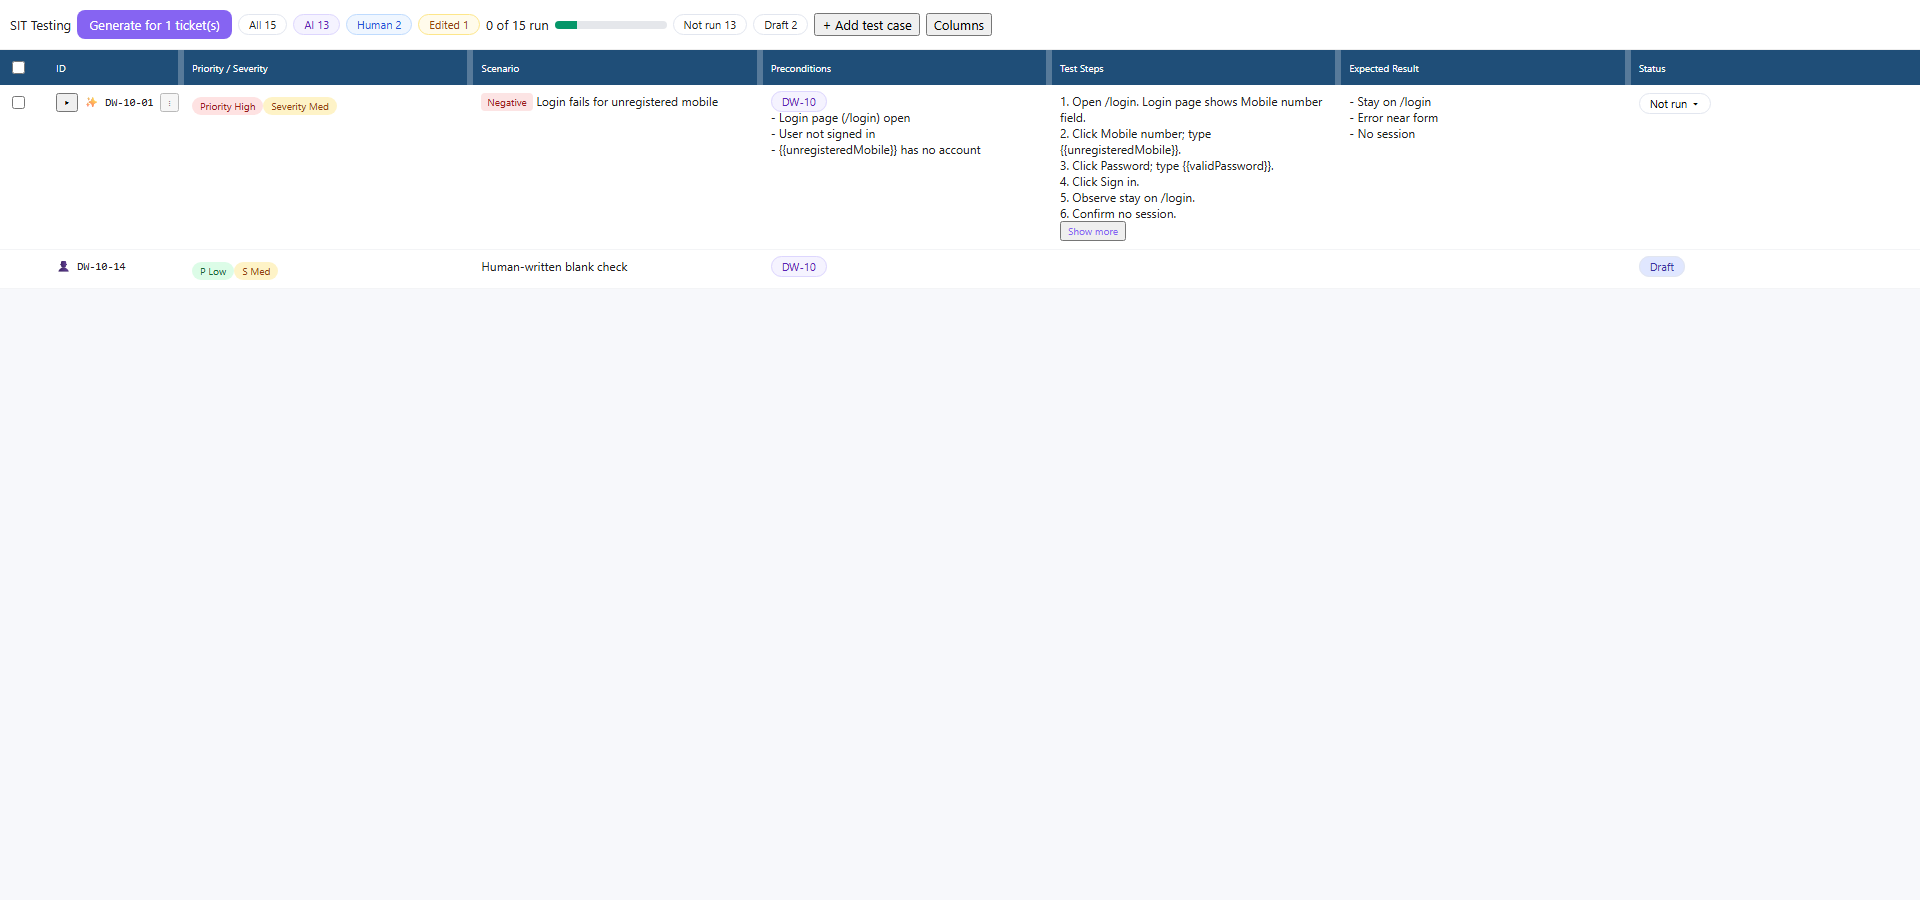 SIT Testing Generate for 1 ticket(s) All 15 AI 13 Human 2 Edited 1 0 of 15 run Not run 13 Draft 2 + Add test case Columns
ID Priority / Severity Scenario Preconditions Test Steps Expected Result Status
DW-10-01 Priority High Severity Med Negative Login fails for unregistered mobile
DW-10
- Login page (/login) open
- User not signed in
- {{unregisteredMobile}} has no account
1. Open /login. Login page shows Mobile number
field.
2. Click Mobile number; type
{{unregisteredMobile}}.
3. Click Password; type {{validPassword}}.
4. Click Sign in.
5. Observe stay on /login.
6. Confirm no session.
Show more
- Stay on /login
- Error near form
- No session
Not run
DW-10-14 P Low S Med Human-written blank check DW-10 Draft